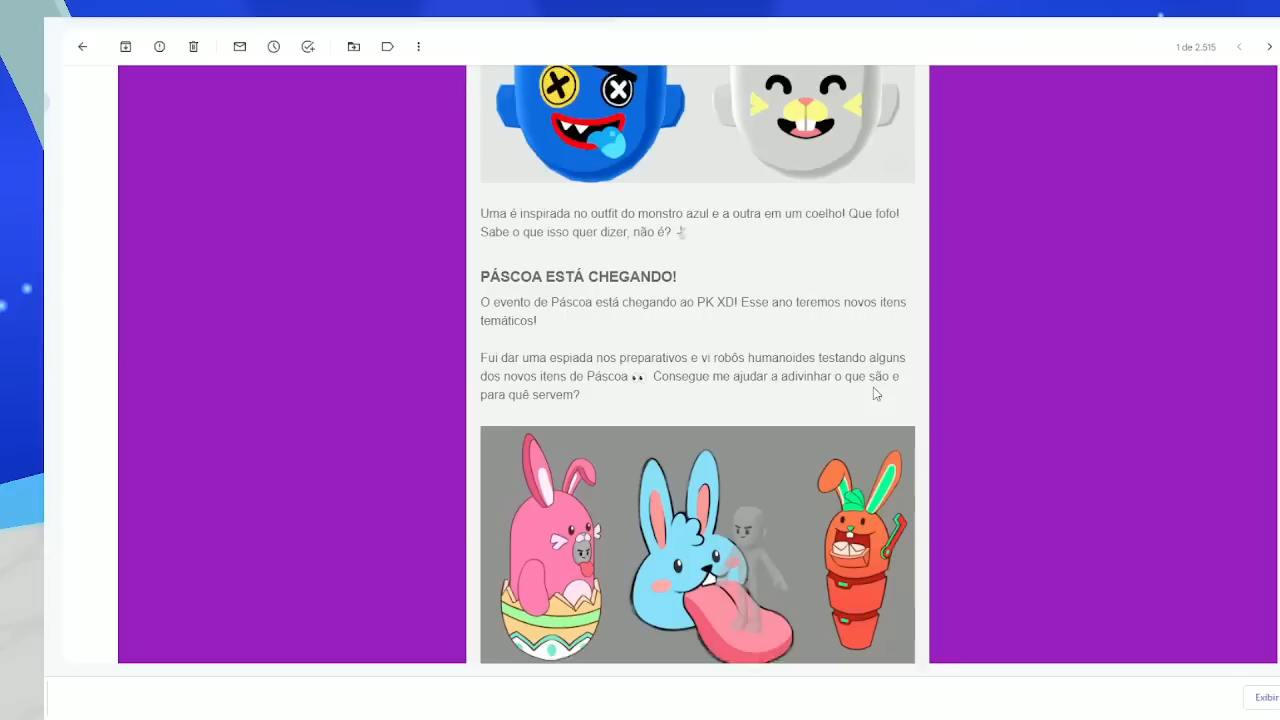 1 de 2.515
Uma é inspirada no outfit do monstro azul e a outra em um coelho! Que fofo!
Sabe o que isso quer dizer, não é? 🐇
PÁSCOA ESTÁ CHEGANDO!
O evento de Páscoa está chegando ao PK XD! Esse ano teremos novos itens
temáticos!
Fui dar uma espiada nos preparativos e vi robôs humanoides testando alguns
dos novos itens de Páscoa 👀 Consegue me ajudar a adivinhar o que são e
para quê servem?
Exibir